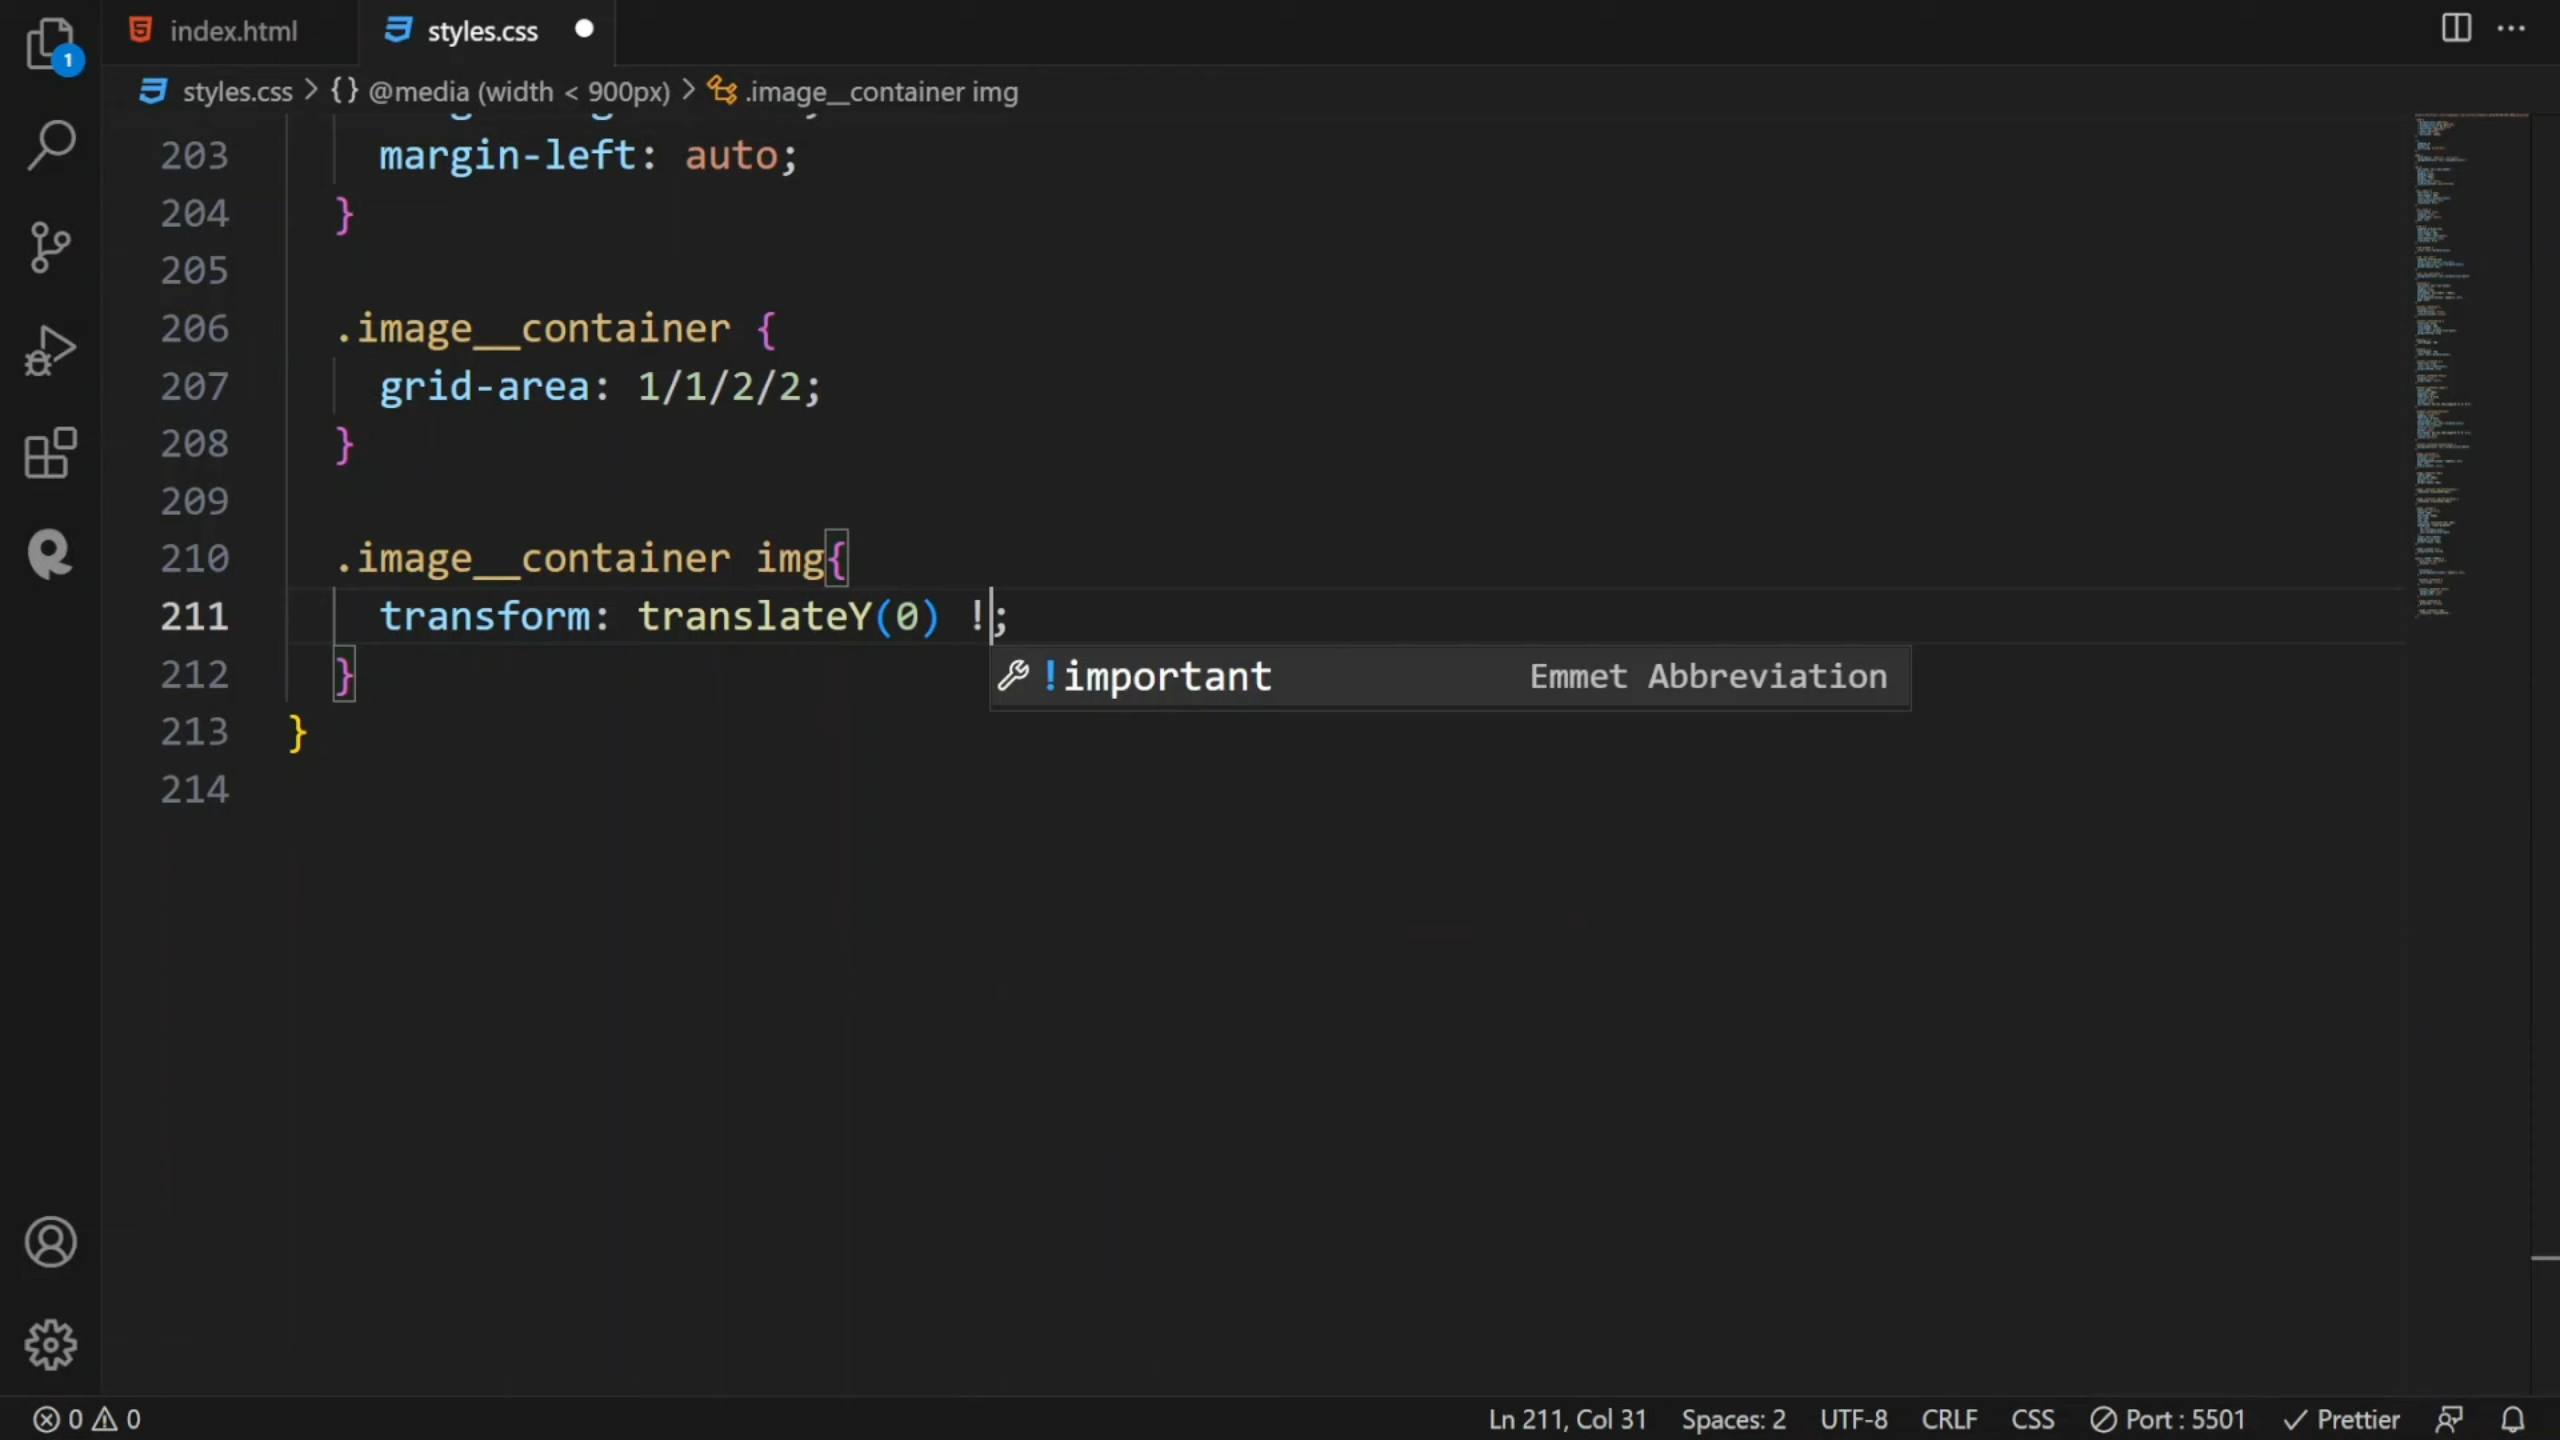 index.html
styles.css
1
styles.css > {} @media (width < 900px) > .image__container img
203 margin-left: auto;
204 }
205
206 .image__container {
207 grid-area: 1/1/2/2;
208 }
209
210 .image__container img{
211 transform: translateY(0) !;
!important Emmet Abbreviation
212 }
213 }
214
0 0 Ln 211, Col 31 Spaces: 2 UTF-8 CRLF CSS Port : 5501 Prettier